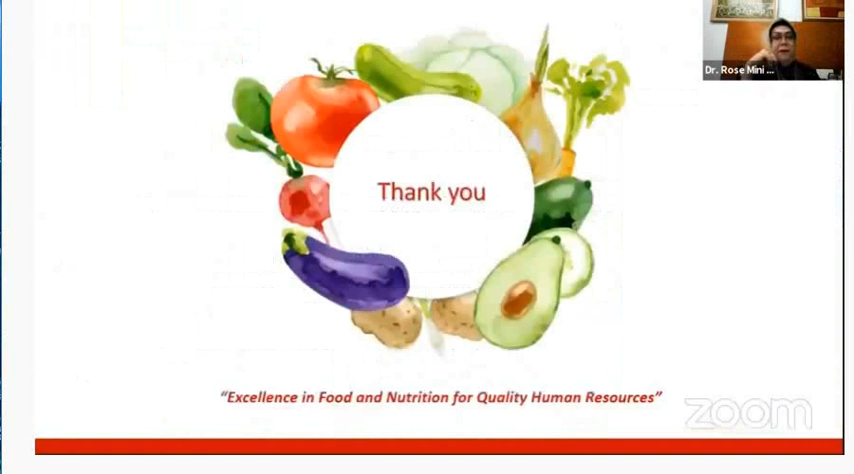 Dr. Rose Mini ...
Thank you
“Excellence in Food and Nutrition for Quality Human Resources”
zoom